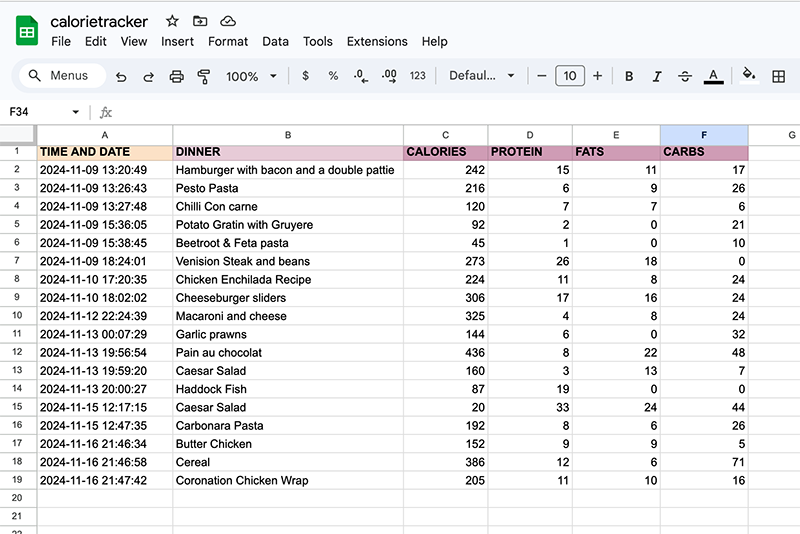 calorietracker
File Edit View Insert Format Data Tools Extensions Help
Menus 100% $ % .0 .00 123 Defaul... 10 B I S A
F34 fx
A B C D E F G
1 TIME AND DATE DINNER CALORIES PROTEIN FATS CARBS
2 2024-11-09 13:20:49 Hamburger with bacon and a double pattie 242 15 11 17
3 2024-11-09 13:26:43 Pesto Pasta 216 6 9 26
4 2024-11-09 13:27:48 Chilli Con carne 120 7 7 6
5 2024-11-09 15:36:05 Potato Gratin with Gruyere 92 2 0 21
6 2024-11-09 15:38:45 Beetroot & Feta pasta 45 1 0 10
7 2024-11-09 18:24:01 Venision Steak and beans 273 26 18 0
8 2024-11-10 17:20:35 Chicken Enchilada Recipe 224 11 8 24
9 2024-11-10 18:02:02 Cheeseburger sliders 306 17 16 24
10 2024-11-12 22:24:39 Macaroni and cheese 325 4 8 24
11 2024-11-13 00:07:29 Garlic prawns 144 6 0 32
12 2024-11-13 19:56:54 Pain au chocolat 436 8 22 48
13 2024-11-13 19:59:20 Caesar Salad 160 3 13 7
14 2024-11-13 20:00:27 Haddock Fish 87 19 0 0
15 2024-11-15 12:17:15 Caesar Salad 20 33 24 44
16 2024-11-15 12:47:35 Carbonara Pasta 192 8 6 26
17 2024-11-16 21:46:34 Butter Chicken 152 9 9 5
18 2024-11-16 21:46:58 Cereal 386 12 6 71
19 2024-11-16 21:47:42 Coronation Chicken Wrap 205 11 10 16
20
21
22